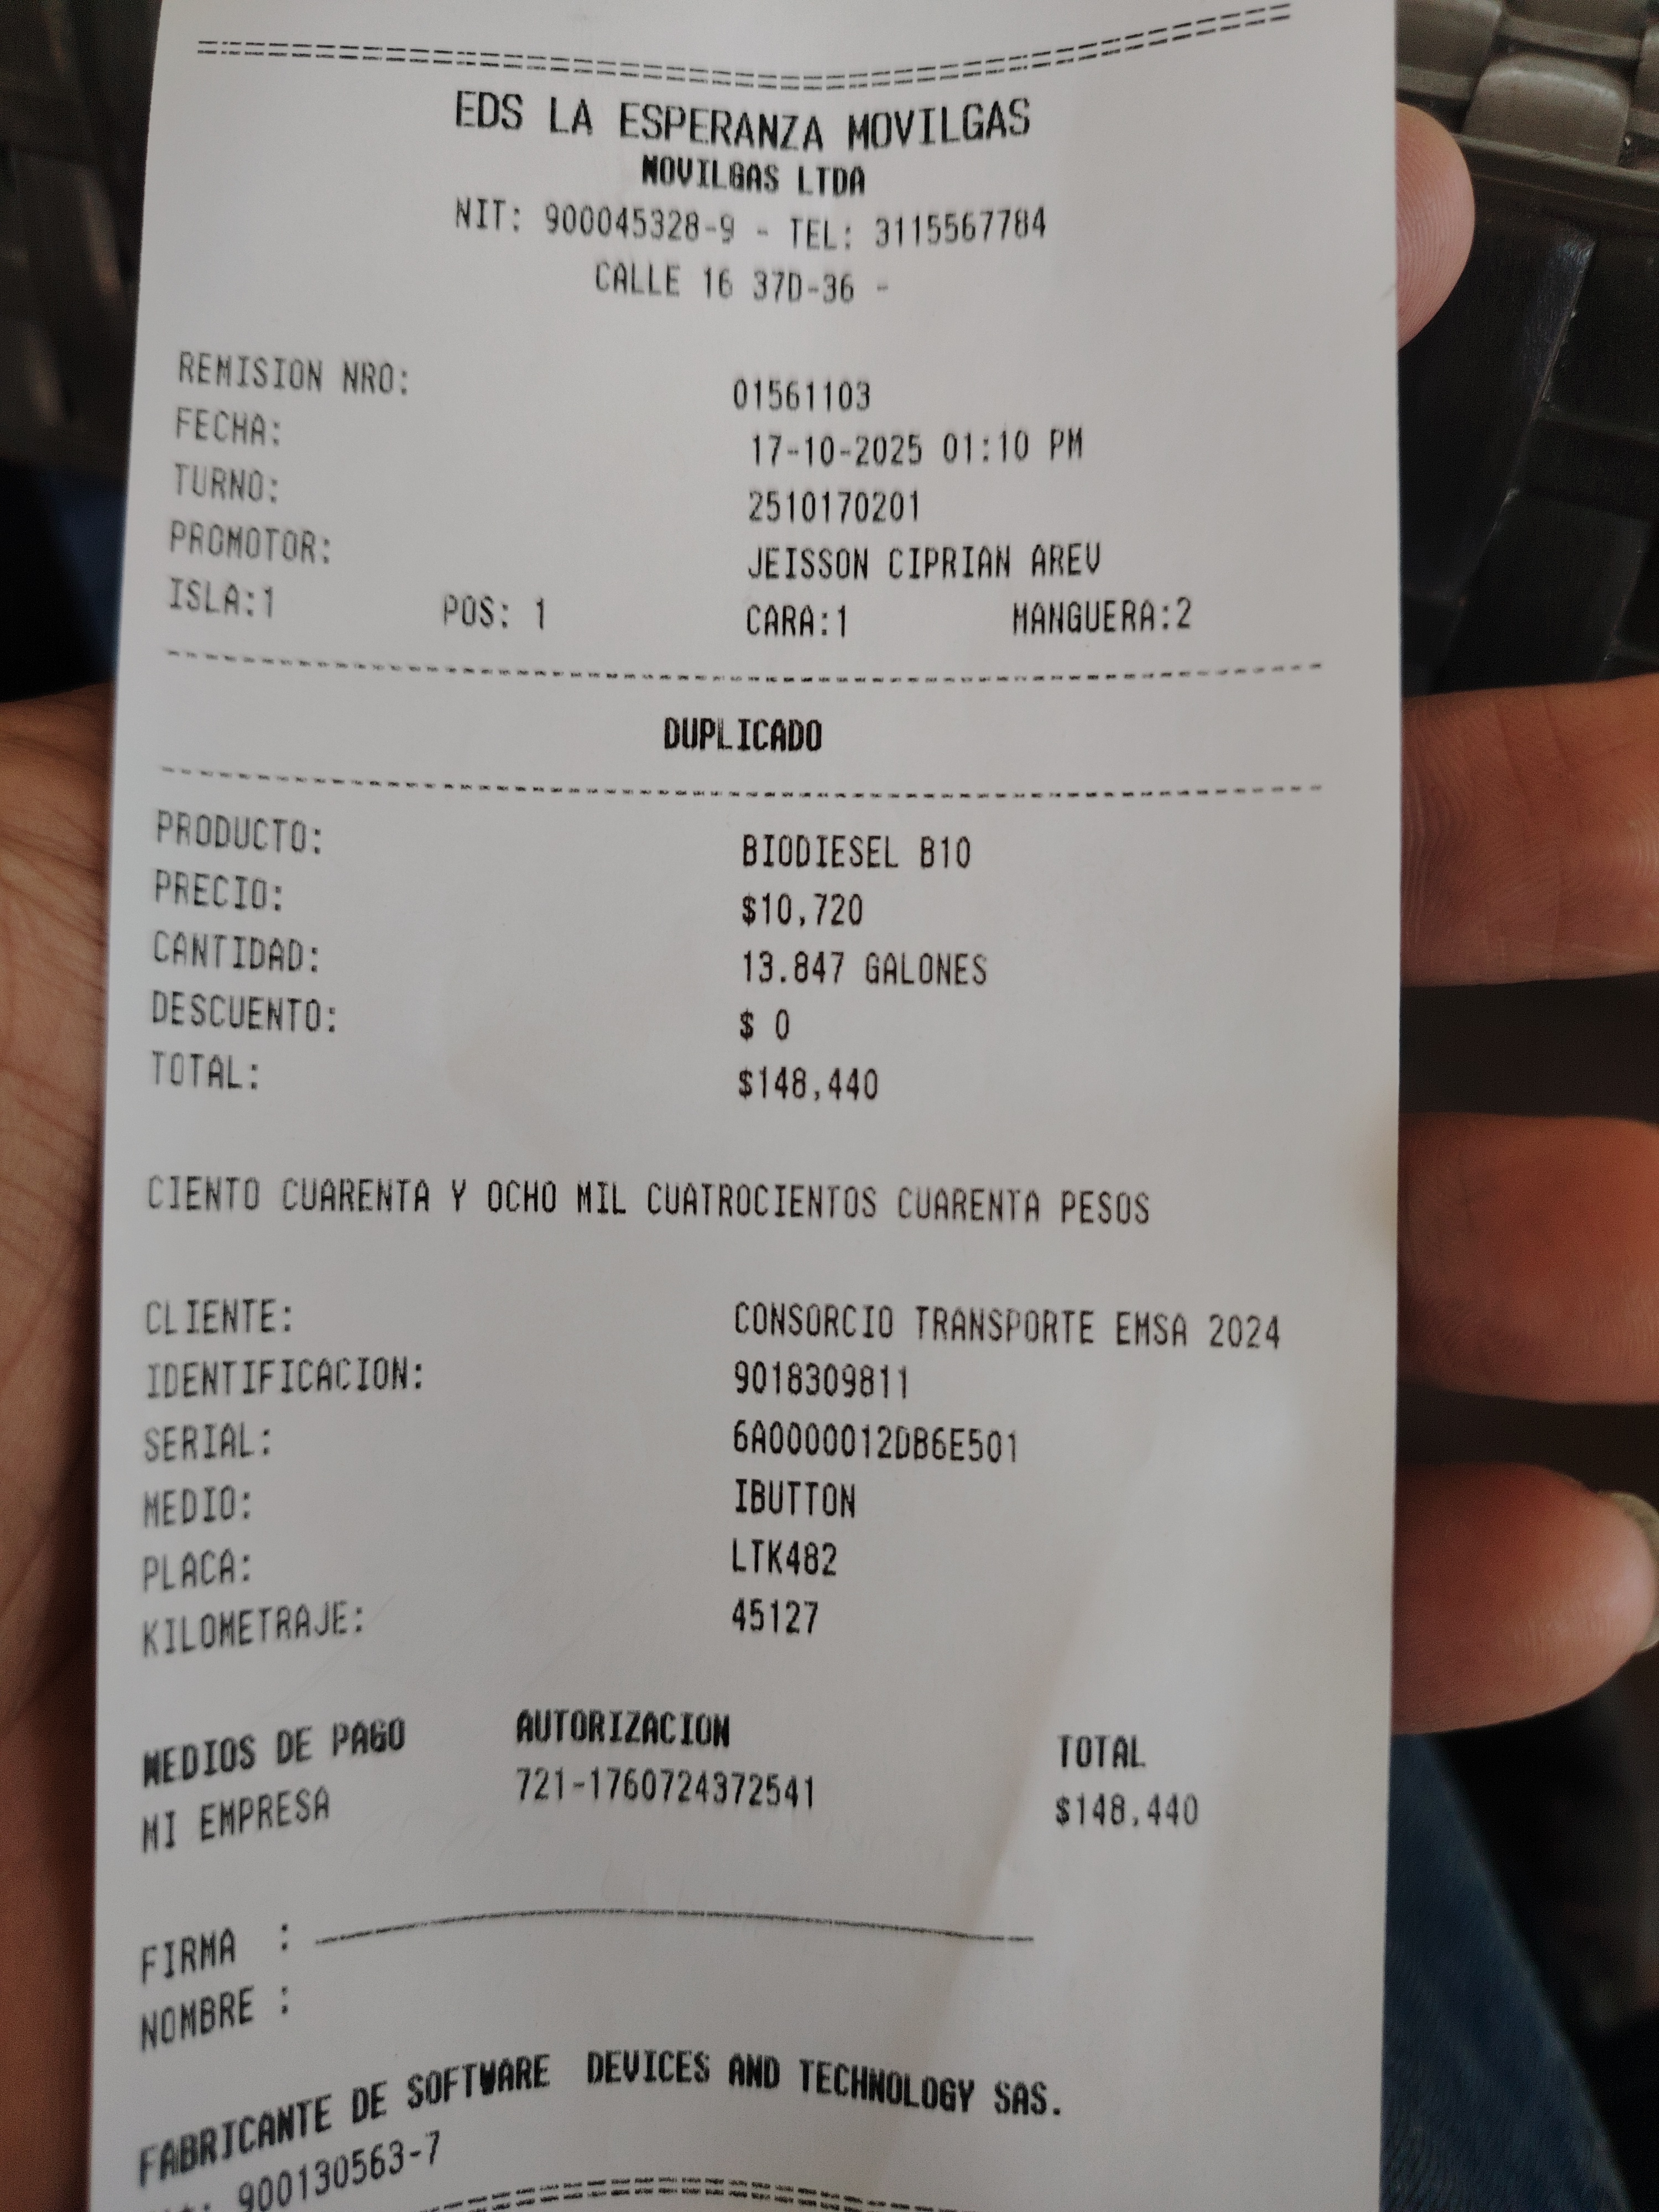 EDS LA ESPERANZA MOVILGAS
MOVILGAS LTDA
NIT: 900045328-9 - TEL: 3115567784
CALLE 16 37D-36 -
REMISION NRO: 01561103
FECHA: 17-10-2025 01:10 PM
TURNO: 2510170201
PROMOTOR: JEISSON CIPRIAN AREV
ISLA:1 POS: 1 CARA:1 MANGUERA:2
DUPLICADO
PRODUCTO: BIODIESEL B10
PRECIO: $10,720
CANTIDAD: 13.847 GALONES
DESCUENTO: $ 0
TOTAL: $148,440
CIENTO CUARENTA Y OCHO MIL CUATROCIENTOS CUARENTA PESOS
CLIENTE: CONSORCIO TRANSPORTE EMSA 2024
IDENTIFICACION: 9018309811
SERIAL: 6A0000012DB6E501
MEDIO: IBUTTON
PLACA: LTK482
KILOMETRAJE: 45127
MEDIOS DE PAGO AUTORIZACION TOTAL
MI EMPRESA 721-1760724372541 $148,440
FIRMA :
NOMBRE :
FABRICANTE DE SOFTWARE DEVICES AND TECHNOLOGY SAS.
900130563-7